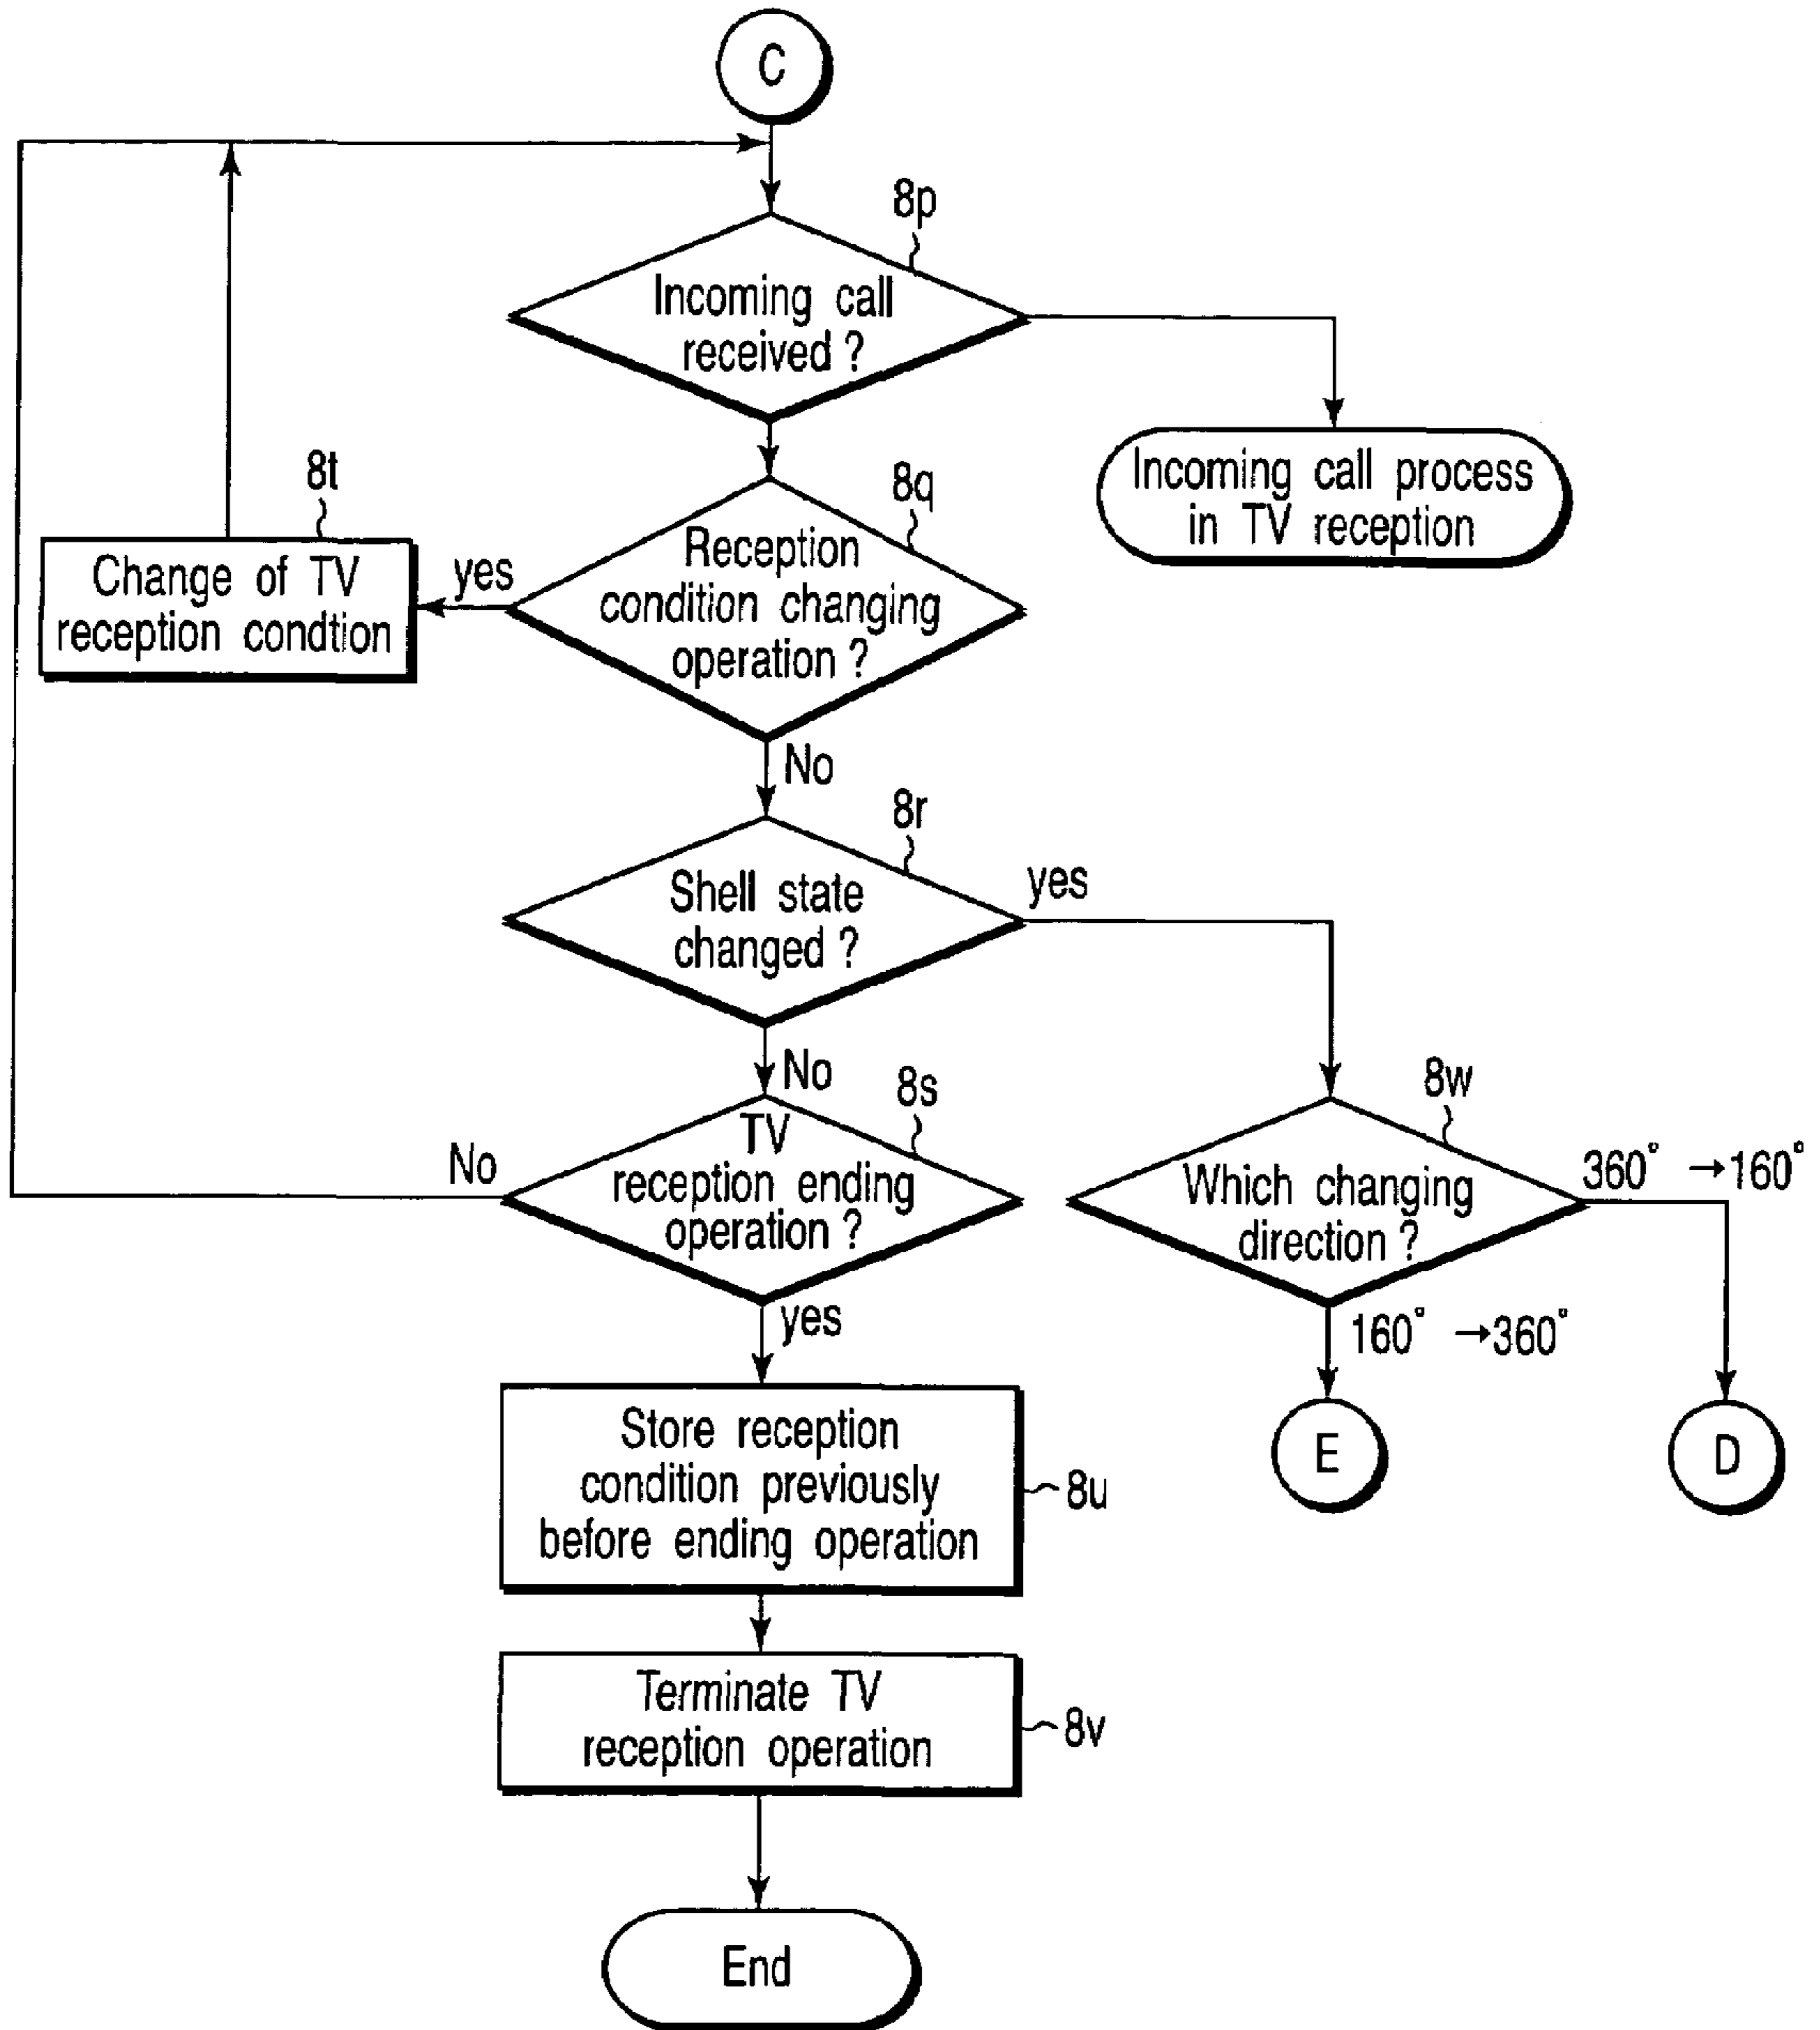 C
8p
Incoming call
received ?
Incoming call process
in TV reception
8t
8q
Change of TV
reception condtion
yes
Reception
condition changing
operation ?
No
8r
Shell state
changed ?
yes
No
8s
8w
TV
reception ending
operation ?
No
Which changing
direction ?
360° →160°
yes
160° →360°
Store reception
condition previously
before ending operation
8u
E
D
Terminate TV
reception operation
8v
End